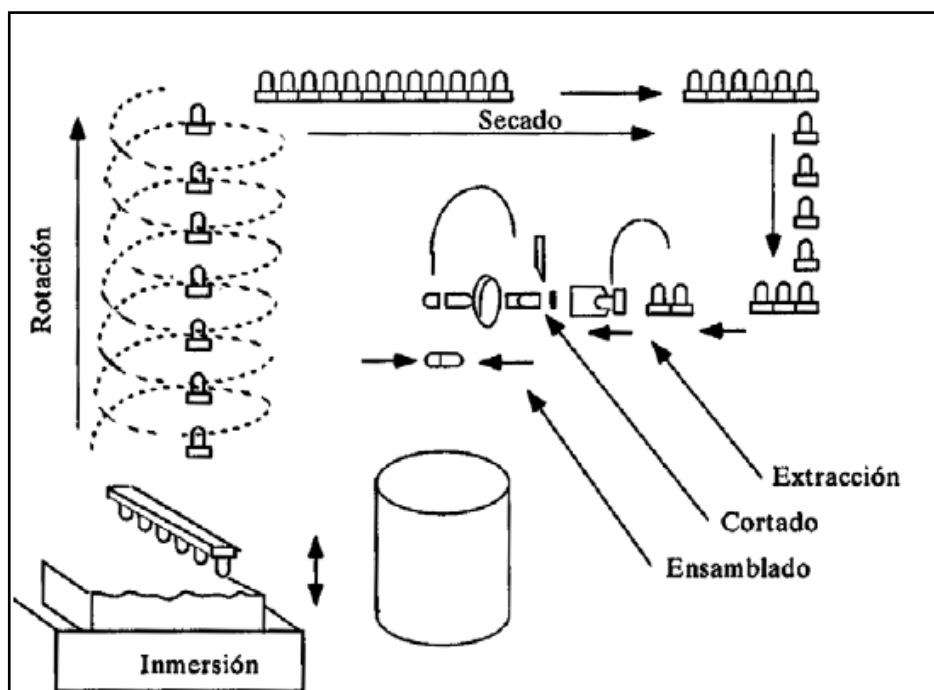 Secado
Rotación
Extracción
Cortado
Ensamblado
Inmersión